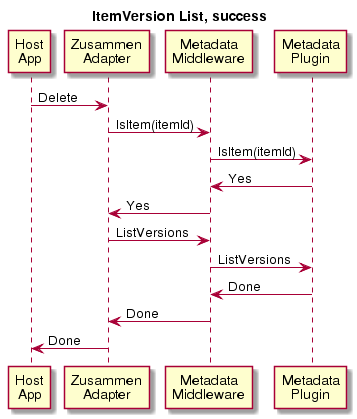 ItemVersion List, success
Host
App
Zusammen
Adapter
Metadata
Middleware
Metadata
Plugin
Delete
IsItem(itemId)
IsItem(itemId)
Yes
Yes
ListVersions
ListVersions
Done
Done
Done
Host
App
Zusammen
Adapter
Metadata
Middleware
Metadata
Plugin